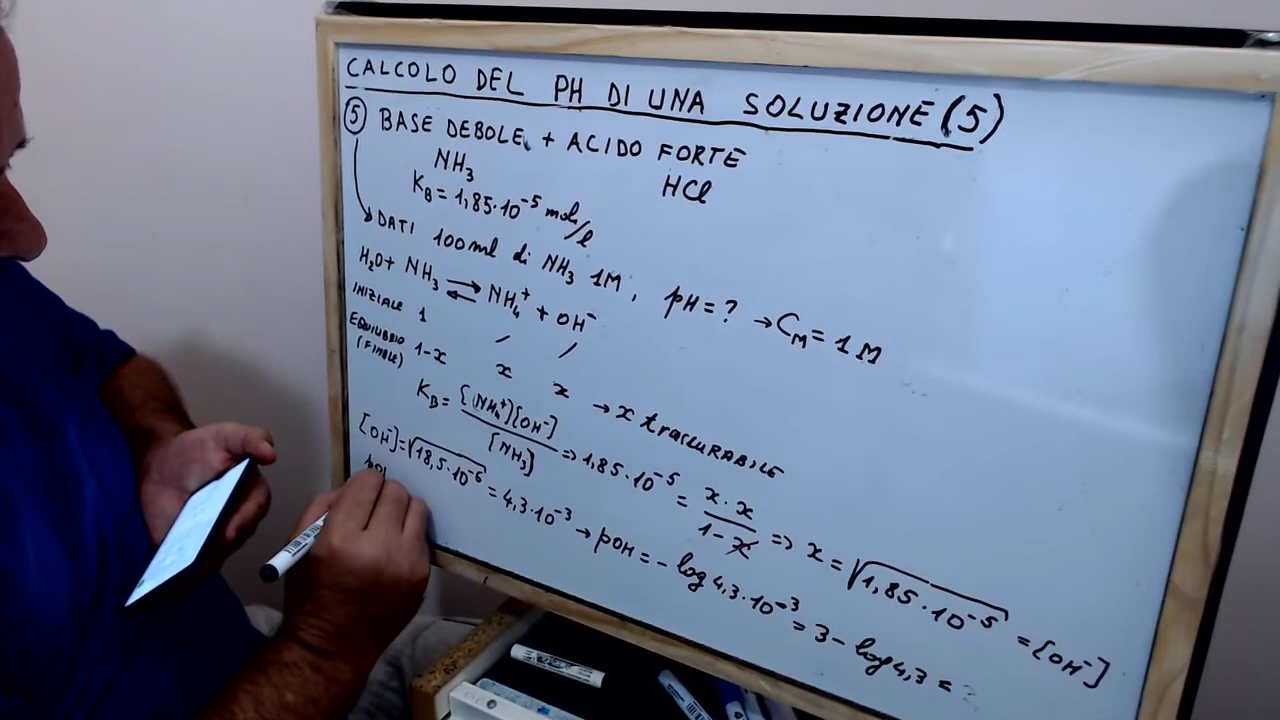 CALCOLO DEL PH DI UNA SOLUZIONE (5)
⑤ BASE DEBOLE + ACIDO FORTE
NH₃ HCl
K_B = 1,85·10⁻⁵ mol/l
DATI 100ml di NH₃ 1M, pH = ? → C_M = 1M
H₂O + NH₃ ⇌ NH₄⁺ + OH⁻
INIZIALE 1 / /
EQUILIBRIO (FINALE) 1-x x x → x trascurabile
K_B = [NH₄⁺][OH⁻]/[NH₃] => 1,85·10⁻⁵ = x·x/1-x => x = √1,85·10⁻⁵ = [OH⁻]
[OH⁻] = √18,5·10⁻⁶ = 4,3·10⁻³ → pOH = -log 4,3·10⁻³ = 3 - log 4,3 =